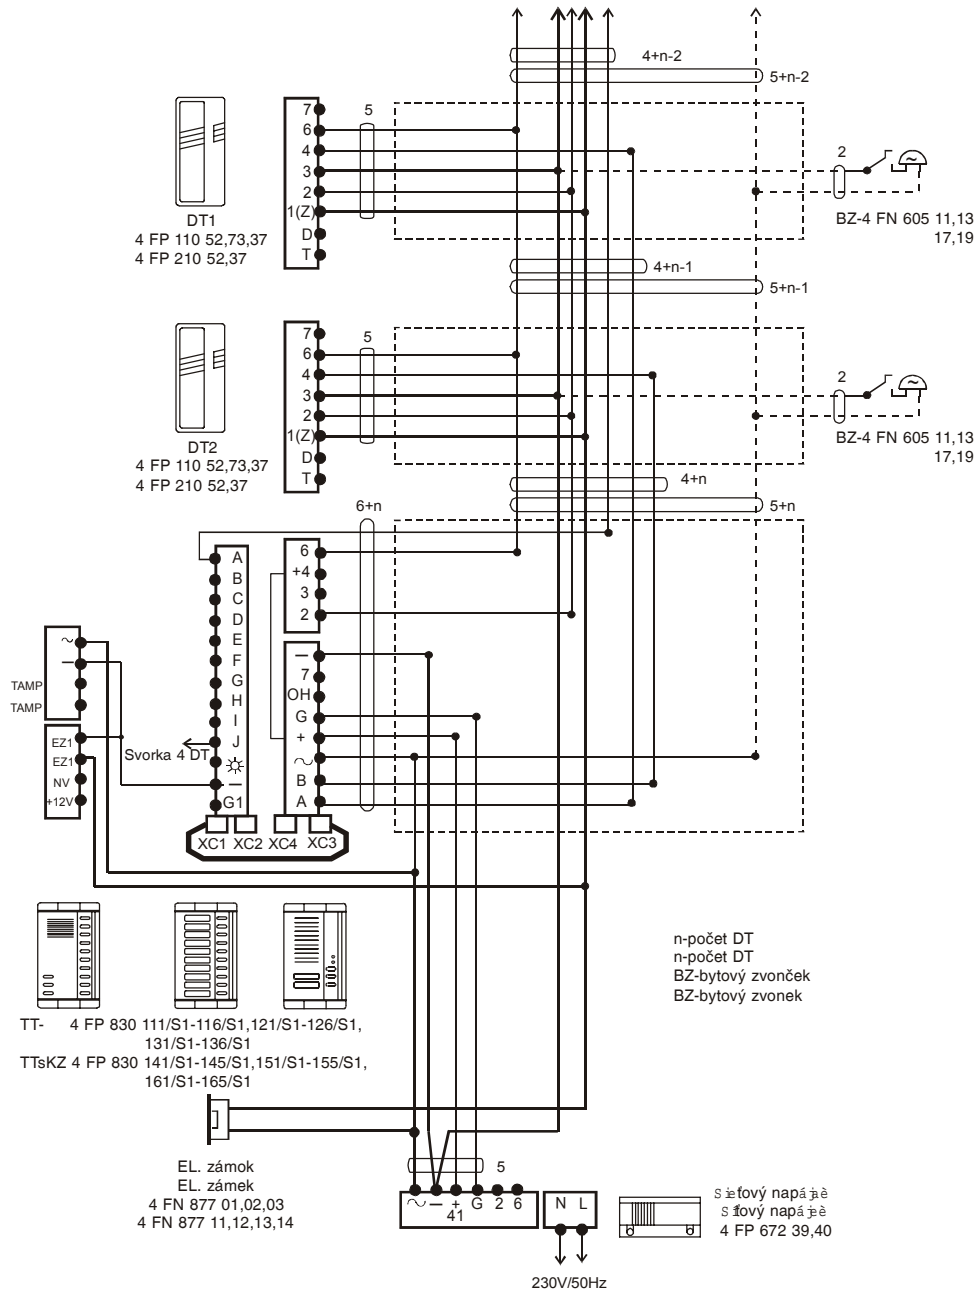 4+n-2
5+n-2
7
6
4
3
2
1(Z)
D
T
5
2
DT1
4 FP 110 52,73,37
4 FP 210 52,37
BZ-4 FN 605 11,13
17,19
4+n-1
5+n-1
7
6
4
3
2
1(Z)
D
T
5
2
DT2
4 FP 110 52,73,37
4 FP 210 52,37
BZ-4 FN 605 11,13
17,19
4+n
5+n
6+n
A
B
C
D
E
F
G
H
I
J
–
G1
6
+4
3
2
–
7
OH
G
+
~
B
A
~
–
TAMP
TAMP
EZ1
EZ1
NV
+12V
Svorka 4 DT
XC1 XC2 XC4 XC3
n-počet DT
n-počet DT
BZ-bytový zvonček
BZ-bytový zvonek
TT- 4 FP 830 111/S1-116/S1,121/S1-126/S1,
131/S1-136/S1
TTsKZ 4 FP 830 141/S1-145/S1,151/S1-155/S1,
161/S1-165/S1
EL. zámok
EL. zámek
4 FN 877 01,02,03
4 FN 877 11,12,13,14
5
~ – + G 2 6
41
N L
230V/50Hz
4 FP 672 39,40